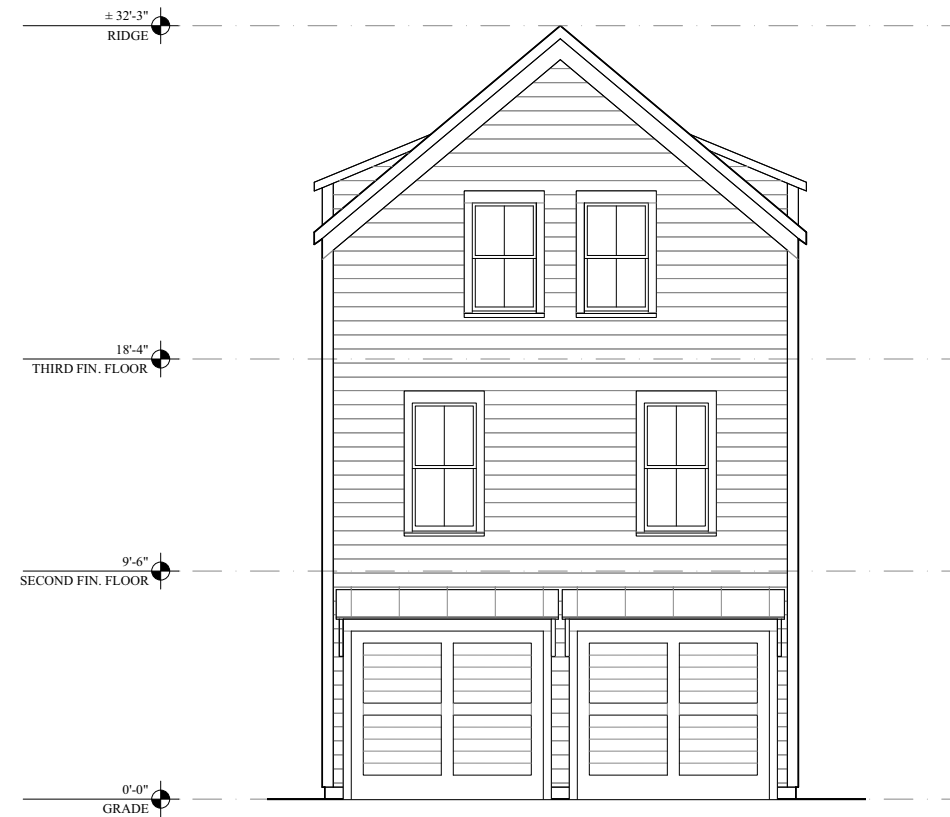 ± 32'-3"
RIDGE
18'-4"
THIRD FIN. FLOOR
9'-6"
SECOND FIN. FLOOR
0'-0"
GRADE